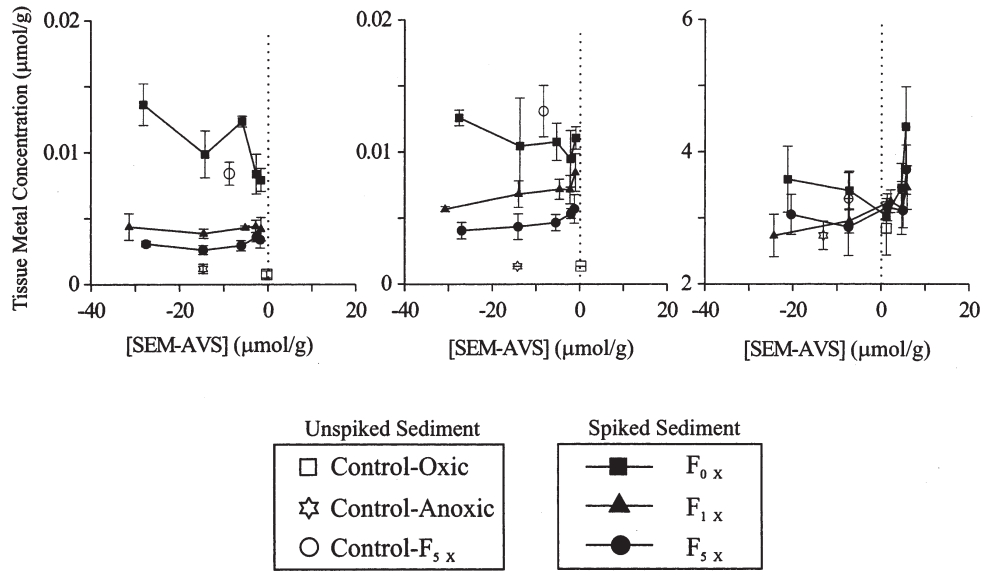 Tissue Metal Concentration (μmol/g)
0.02
0.01
0
-40 -20 0
[SEM-AVS] (μmol/g)
0.02
0.01
0
-40 -20 0
[SEM-AVS] (μmol/g)
6
4
2
-40 -20 0 20
[SEM-AVS] (μmol/g)
Unspiked Sediment
Control-Oxic
Control-Anoxic
Control-F5 X
Spiked Sediment
F0 X
F1 X
F5 X